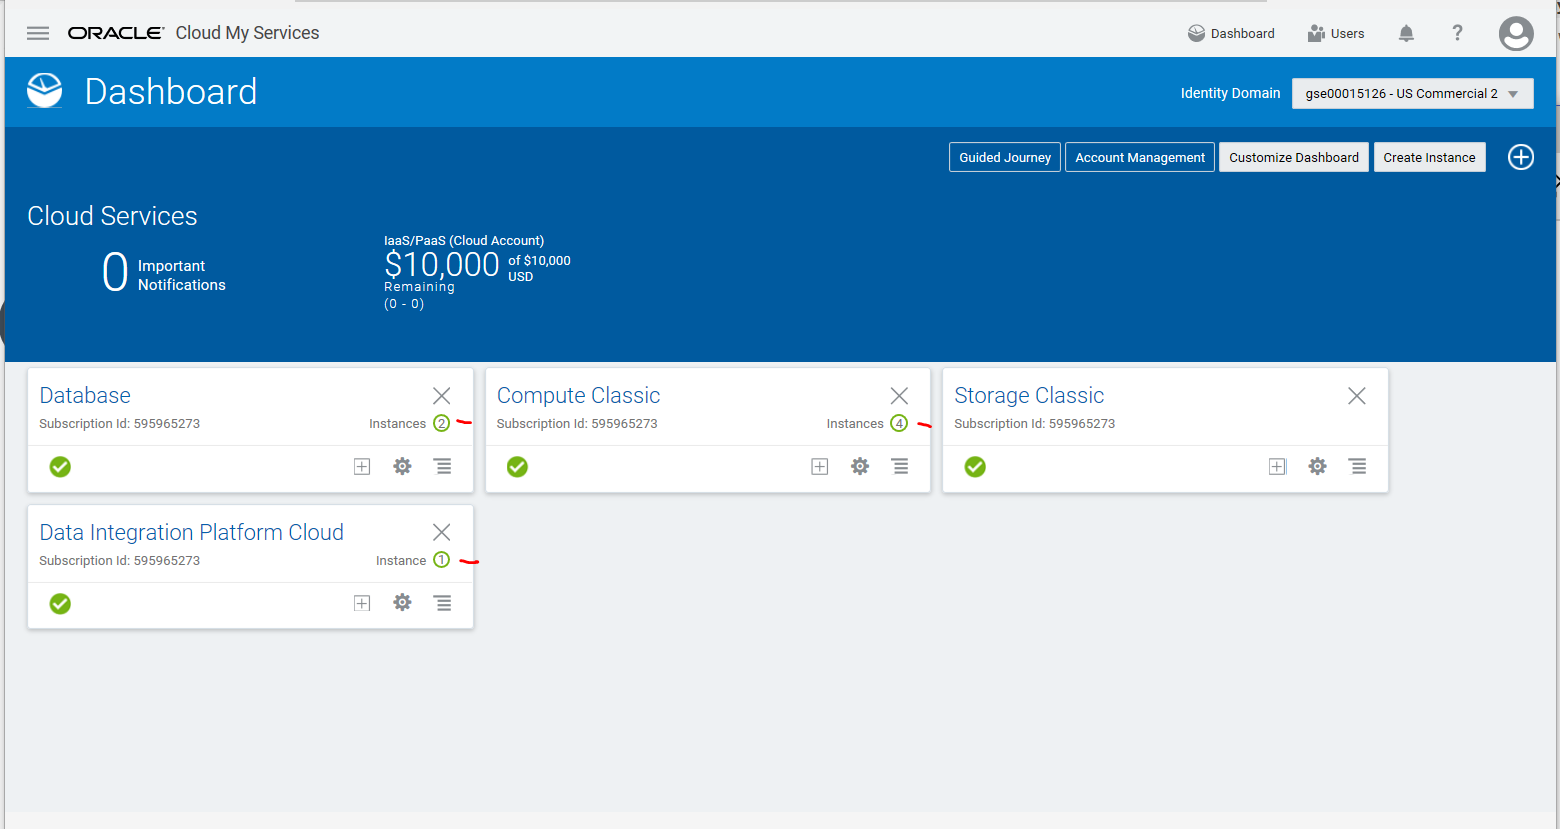 ORACLE Cloud My Services
Dashboard
Users
?
Dashboard
Identity Domain
gse00015126 - US Commercial 2
Guided Journey
Account Management
Customize Dashboard
Create Instance
Cloud Services
0 Important
Notifications
IaaS/PaaS (Cloud Account)
$10,000 of $10,000
USD
Remaining
(0 - 0)
Database
Subscription Id: 595965273
Instances 2
Compute Classic
Subscription Id: 595965273
Instances 4
Storage Classic
Subscription Id: 595965273
Data Integration Platform Cloud
Subscription Id: 595965273
Instance 1